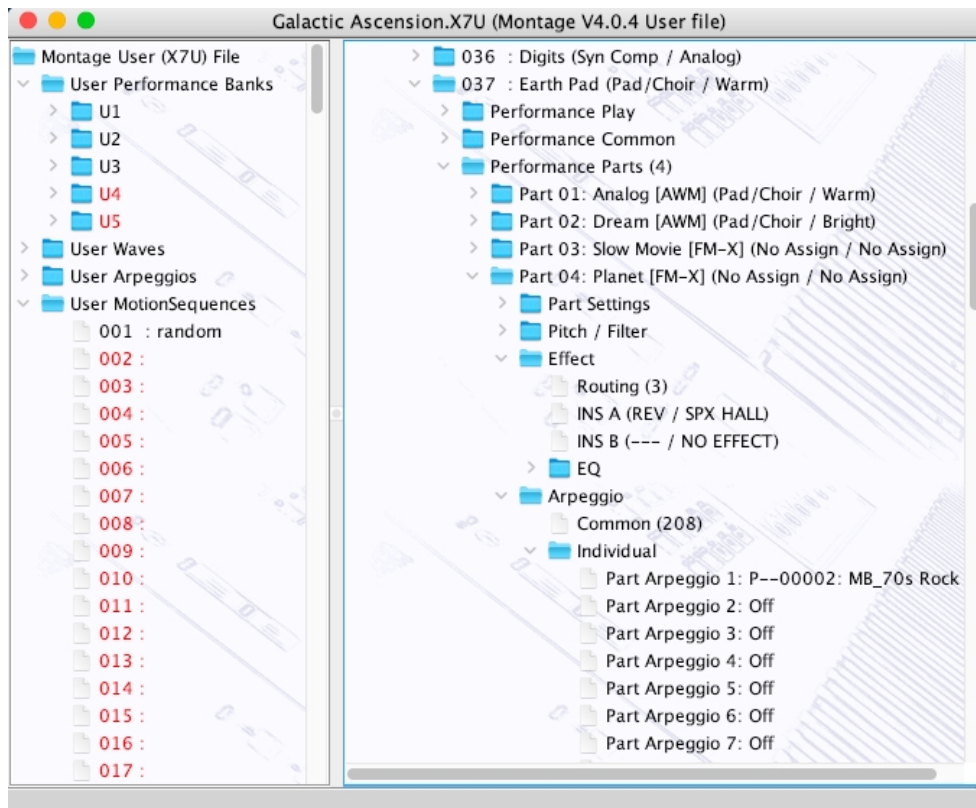 Galactic Ascension.X7U (Montage V4.0.4 User file)
Montage User (X7U) File
User Performance Banks
U1
U2
U3
U4
U5
User Waves
User Arpeggios
User MotionSequences
001 : random
002 :
003 :
004 :
005 :
006 :
007 :
008 :
009 :
010 :
011 :
012 :
013 :
014 :
015 :
016 :
017 :
036 : Digits (Syn Comp / Analog)
037 : Earth Pad (Pad/Choir / Warm)
Performance Play
Performance Common
Performance Parts (4)
Part 01: Analog [AWM] (Pad/Choir / Warm)
Part 02: Dream [AWM] (Pad/Choir / Bright)
Part 03: Slow Movie [FM-X] (No Assign / No Assign)
Part 04: Planet [FM-X] (No Assign / No Assign)
Part Settings
Pitch / Filter
Effect
Routing (3)
INS A (REV / SPX HALL)
INS B (--- / NO EFFECT)
EQ
Arpeggio
Common (208)
Individual
Part Arpeggio 1: P--00002: MB_70s Rock
Part Arpeggio 2: Off
Part Arpeggio 3: Off
Part Arpeggio 4: Off
Part Arpeggio 5: Off
Part Arpeggio 6: Off
Part Arpeggio 7: Off